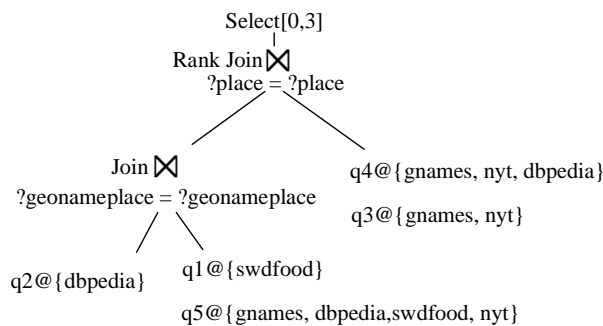 Select[0,3]
Rank Join
?place = ?place
Join
?geonameplace = ?geonameplace
q4@{gnames, nyt, dbpedia}
q3@{gnames, nyt}
q2@{dbpedia}
q1@{swdfood}
q5@{gnames, dbpedia,swdfood, nyt}